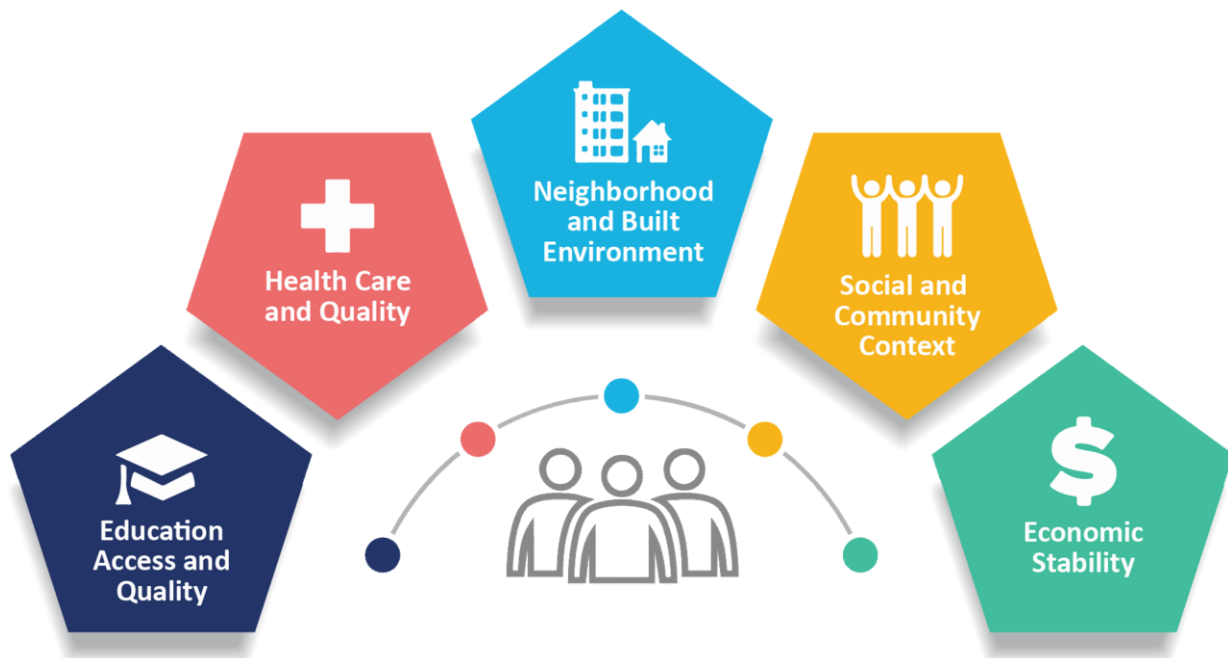 Education
Access and
Quality
Health Care
and Quality
Neighborhood
and Built
Environment
Social and
Community
Context
Economic
Stability